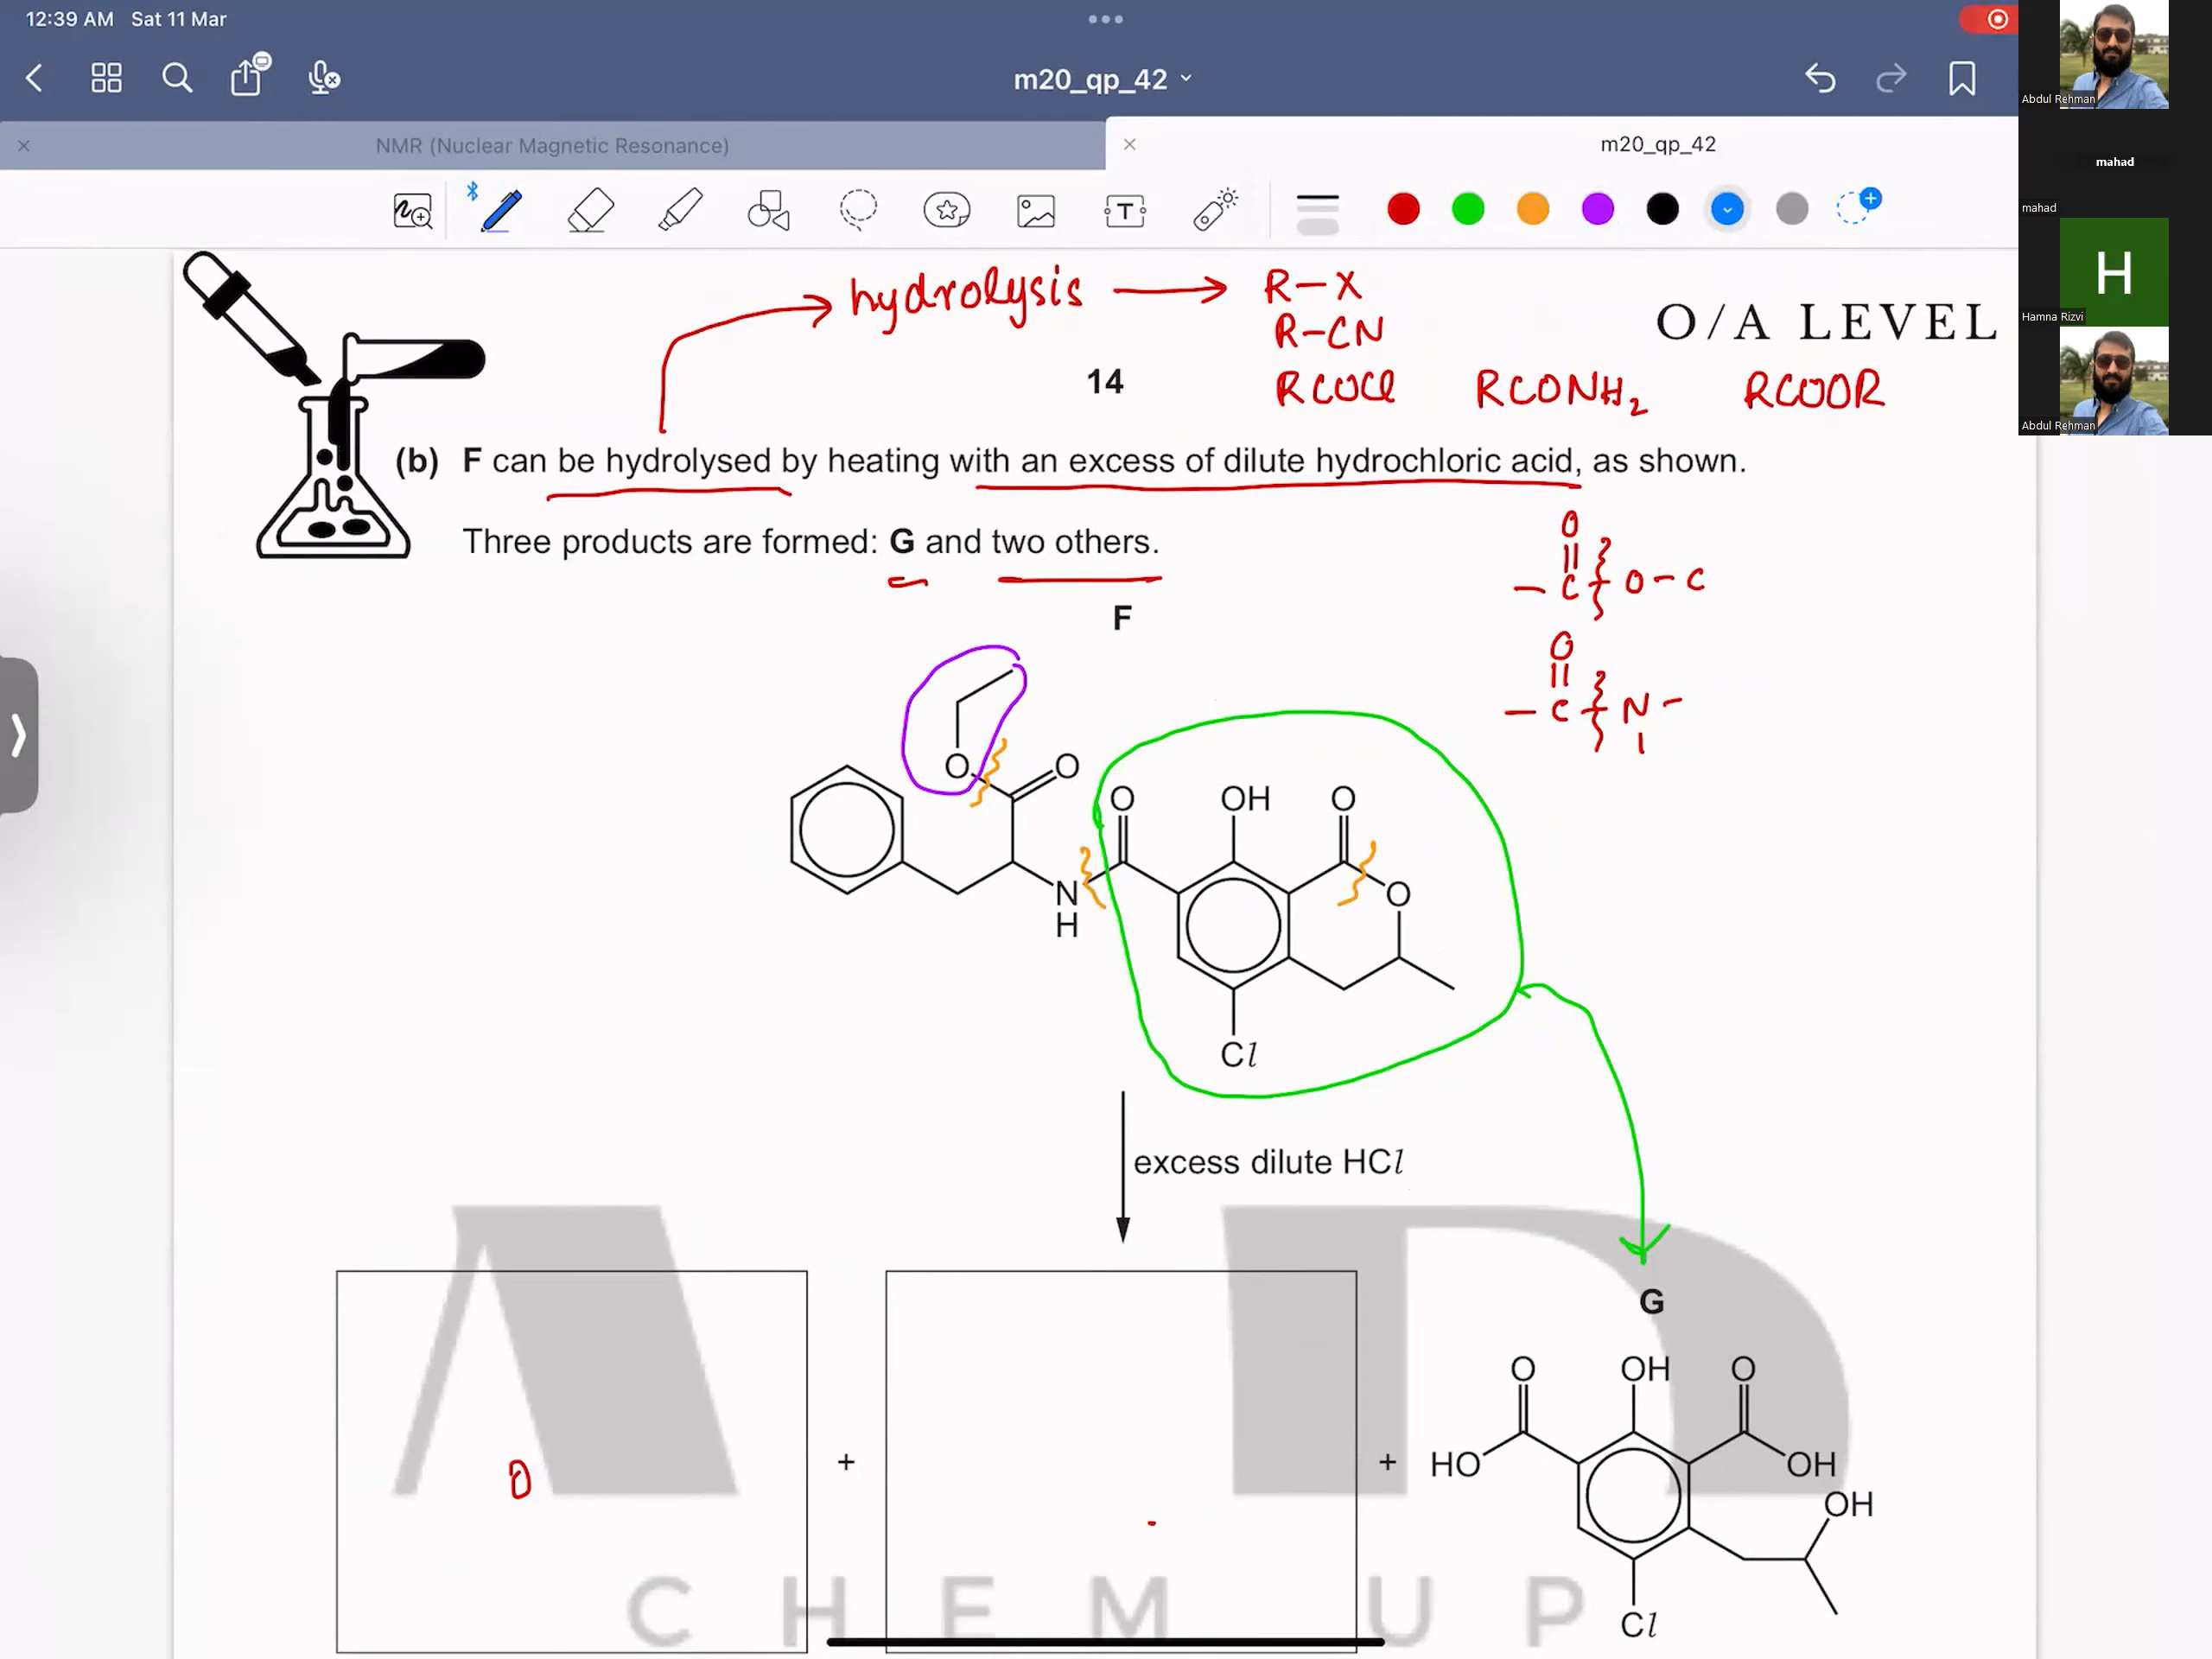 12:39 AM Sat 11 Mar
m20_qp_42
NMR (Nuclear Magnetic Resonance)
m20_qp_42
T
Abdul Rehman
mahad
mahad
H
Hamna Rizvi
Abdul Rehman
hydrolysis R-X
R-CN
O/A LEVEL
14
RCOCl RCONH2 RCOOR
(b) F can be hydrolysed by heating with an excess of dilute hydrochloric acid, as shown.
Three products are formed: G and two others.
O
- C O - C
F
O
- C N -
O O
O OH O
N O
H
Cl
excess dilute HCl
G
O OH O
HO OH
OH
Cl
+ +
CHEM UP